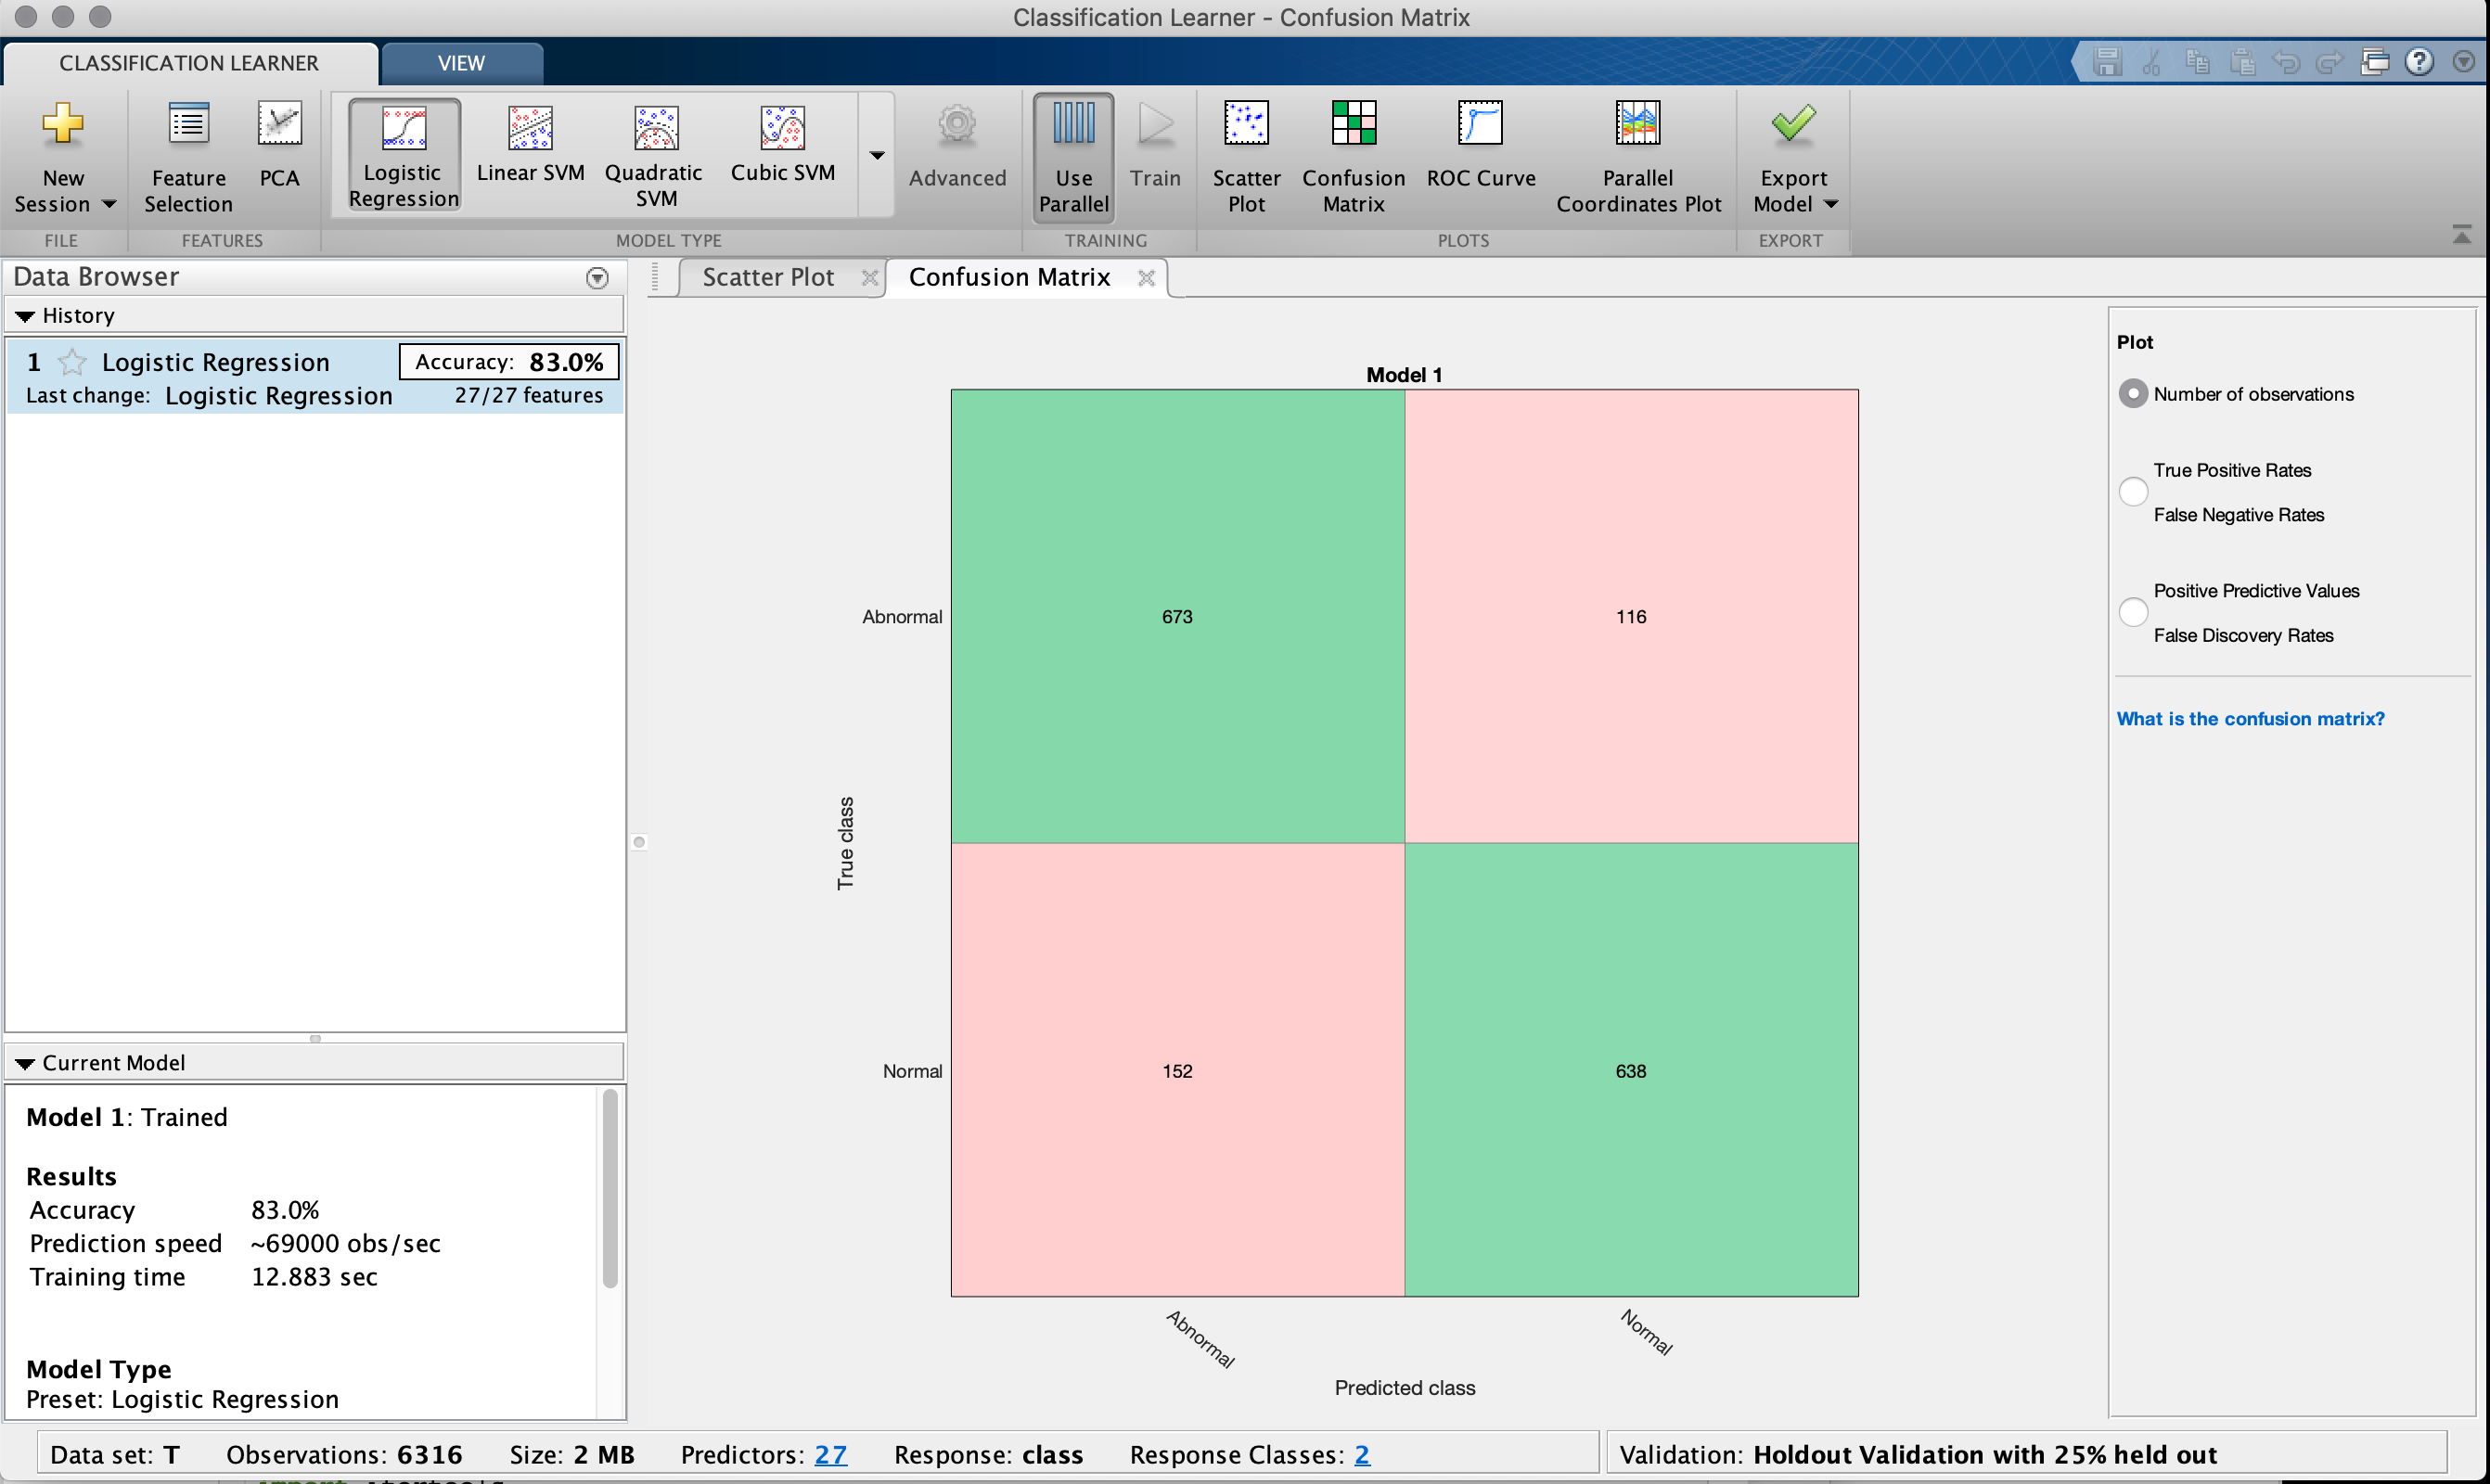 Classification Learner - Confusion Matrix
CLASSIFICATION LEARNER
VIEW
New Session
Feature Selection
PCA
Logistic Regression
Linear SVM
Quadratic SVM
Cubic SVM
Advanced
Use Parallel
Train
Scatter Plot
Confusion Matrix
ROC Curve
Parallel Coordinates Plot
Export Model
FILE
FEATURES
MODEL TYPE
TRAINING
PLOTS
EXPORT
Data Browser
History
1 Logistic Regression Accuracy: 83.0%
Last change: Logistic Regression 27/27 features
Current Model
Model 1: Trained
Results
Accuracy 83.0%
Prediction speed ~69000 obs/sec
Training time 12.883 sec
Model Type
Preset: Logistic Regression
Scatter Plot
Confusion Matrix
Model 1
True class
Abnormal
673
116
Normal
152
638
Abnormal
Normal
Predicted class
Plot
Number of observations
True Positive Rates
False Negative Rates
Positive Predictive Values
False Discovery Rates
What is the confusion matrix?
Data set: T Observations: 6316 Size: 2 MB Predictors: 27 Response: class Response Classes: 2
Validation: Holdout Validation with 25% held out